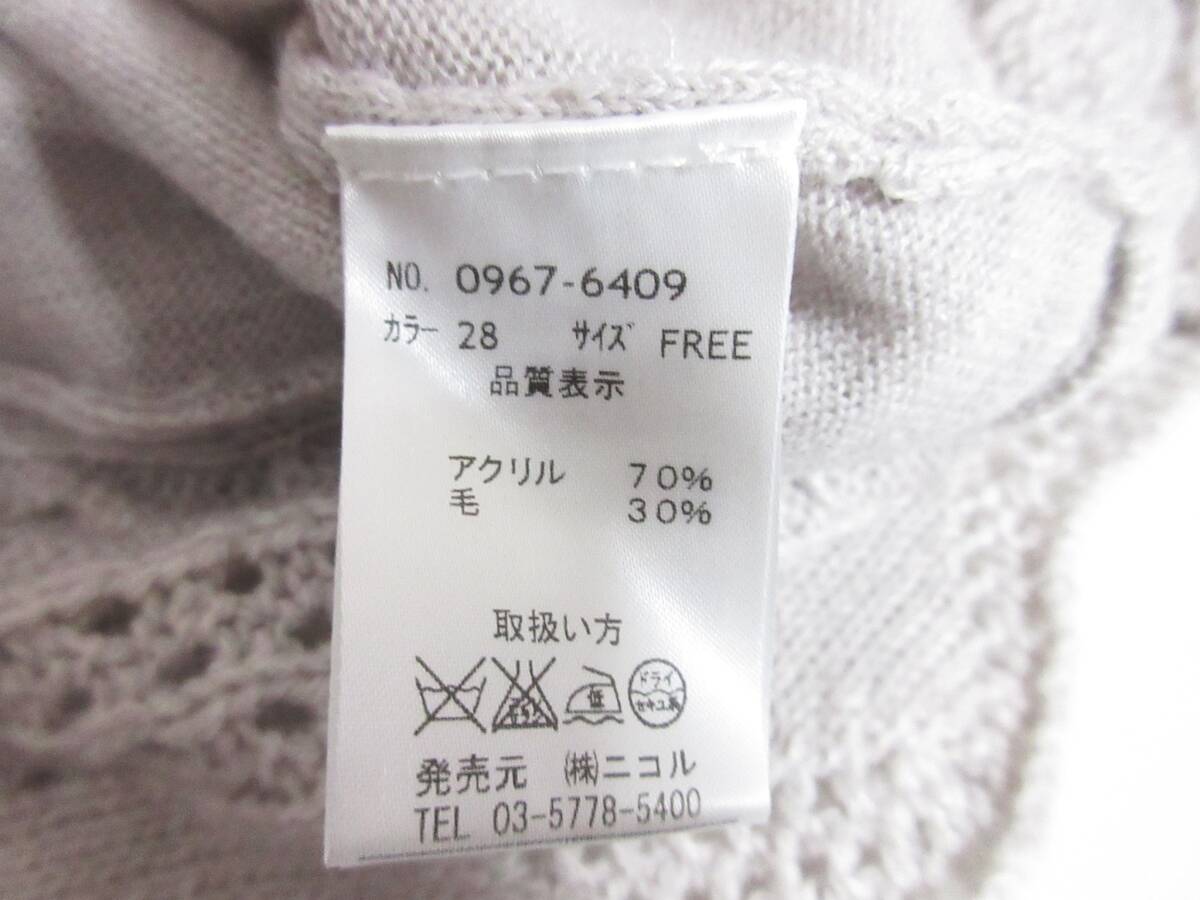 NO. 0967-6409
カラー 28 サイズ FREE
品質表示
アクリル 70%
毛 30%
取扱い方
低 ドライ
セキユ系
発売元 (株)ニコル
TEL 03-5778-5400